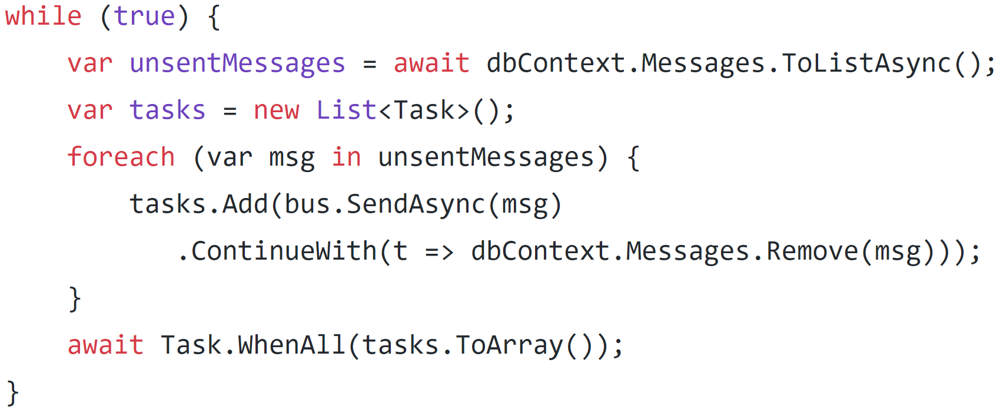 while (true) {
    var unsentMessages = await dbContext.Messages.ToListAsync();
    var tasks = new List<Task>();
    foreach (var msg in unsentMessages) {
        tasks.Add(bus.SendAsync(msg)
           .ContinueWith(t => dbContext.Messages.Remove(msg)));
    }
    await Task.WhenAll(tasks.ToArray());
}